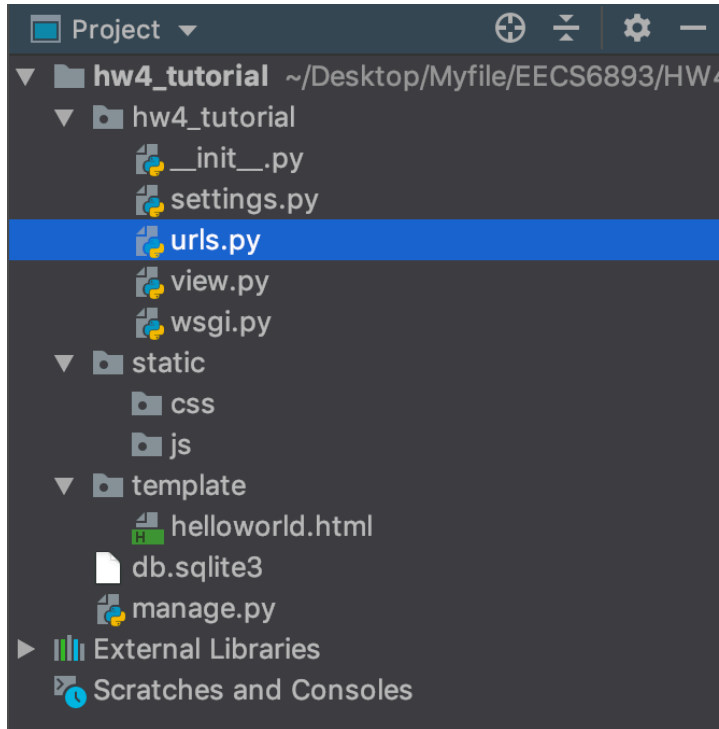 Project
hw4_tutorial ~/Desktop/Myfile/EECS6893/HW4
hw4_tutorial
__init__.py
settings.py
urls.py
view.py
wsgi.py
static
css
js
template
H helloworld.html
db.sqlite3
manage.py
External Libraries
Scratches and Consoles